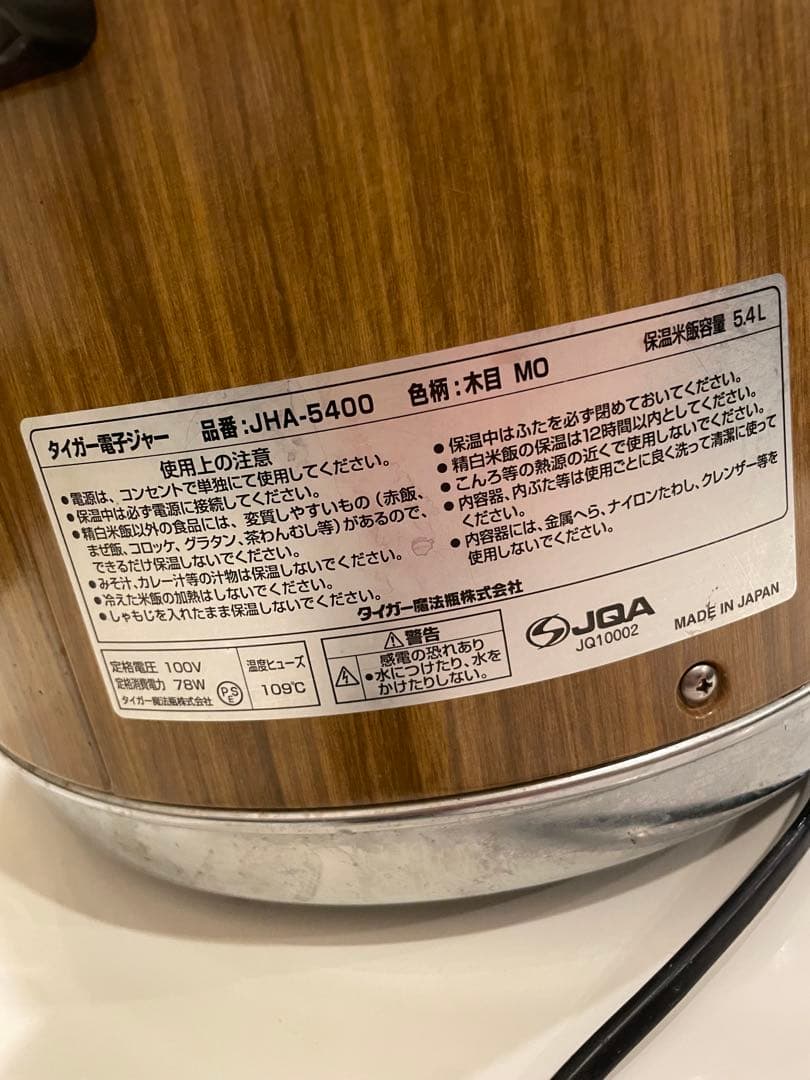 タイガー電子ジャー 品番:JHA-5400 色柄:木目 MO 保温米飯容量 5.4L
使用上の注意
●電源は、コンセントで単独にて使用してください。
●保温中は必ず電源に接続してください。
●精白米飯以外の食品には、変質しやすいもの(赤飯、
まぜ飯、コロッケ、グラタン、茶わんむし等)があるので、
できるだけ保温しないでください。
●みそ汁、カレー汁等の汁物は保温しないでください。
●冷えた米飯の加熱はしないでください。
●しゃもじを入れたまま保温しないでください。
●保温中はふたを必ず閉めておいてください。
●精白米飯の保温は12時間以内としてください。
●こんろ等の熱源の近くで使用しないでください。
●内容器、内ぶた等は使用ごとに良く洗って清潔に使って
ください。
●内容器には、金属へら、ナイロンたわし、クレンザー等を
使用しないでください。
タイガー魔法瓶株式会社
定格電圧 100V
定格消費電力 78W
タイガー魔法瓶株式会社
PSE
温度ヒューズ
109℃
警告
感電の恐れあり
●水につけたり、水を
かけたりしない。
JQA
JQ10002
MADE IN JAPAN